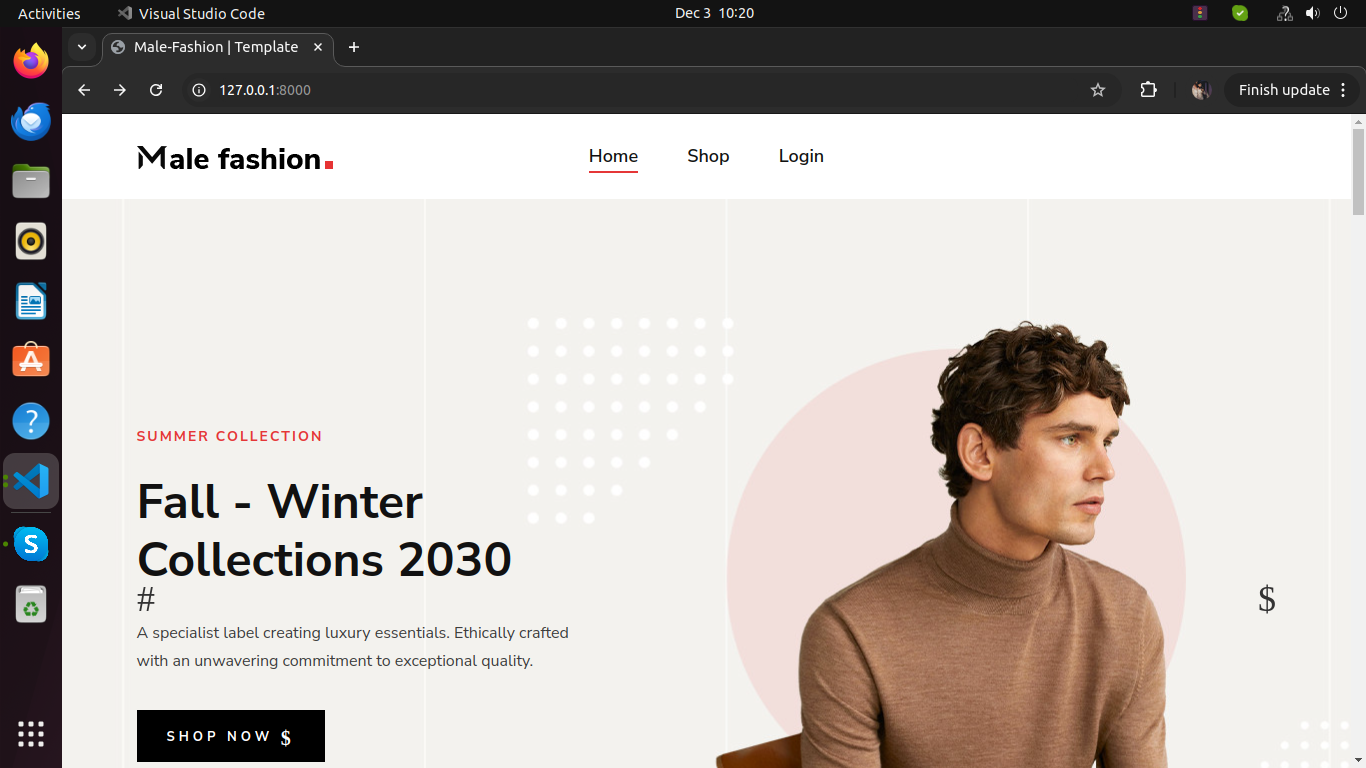 Activities
Visual Studio Code
Dec 3 10:20
Male-Fashion | Template
Finish update
127.0.0.1:8000
Male fashion.
Home
Shop
Login
SUMMER COLLECTION
Fall - Winter
Collections 2030
#
$
A specialist label creating luxury essentials. Ethically crafted
with an unwavering commitment to exceptional quality.
SHOP NOW $